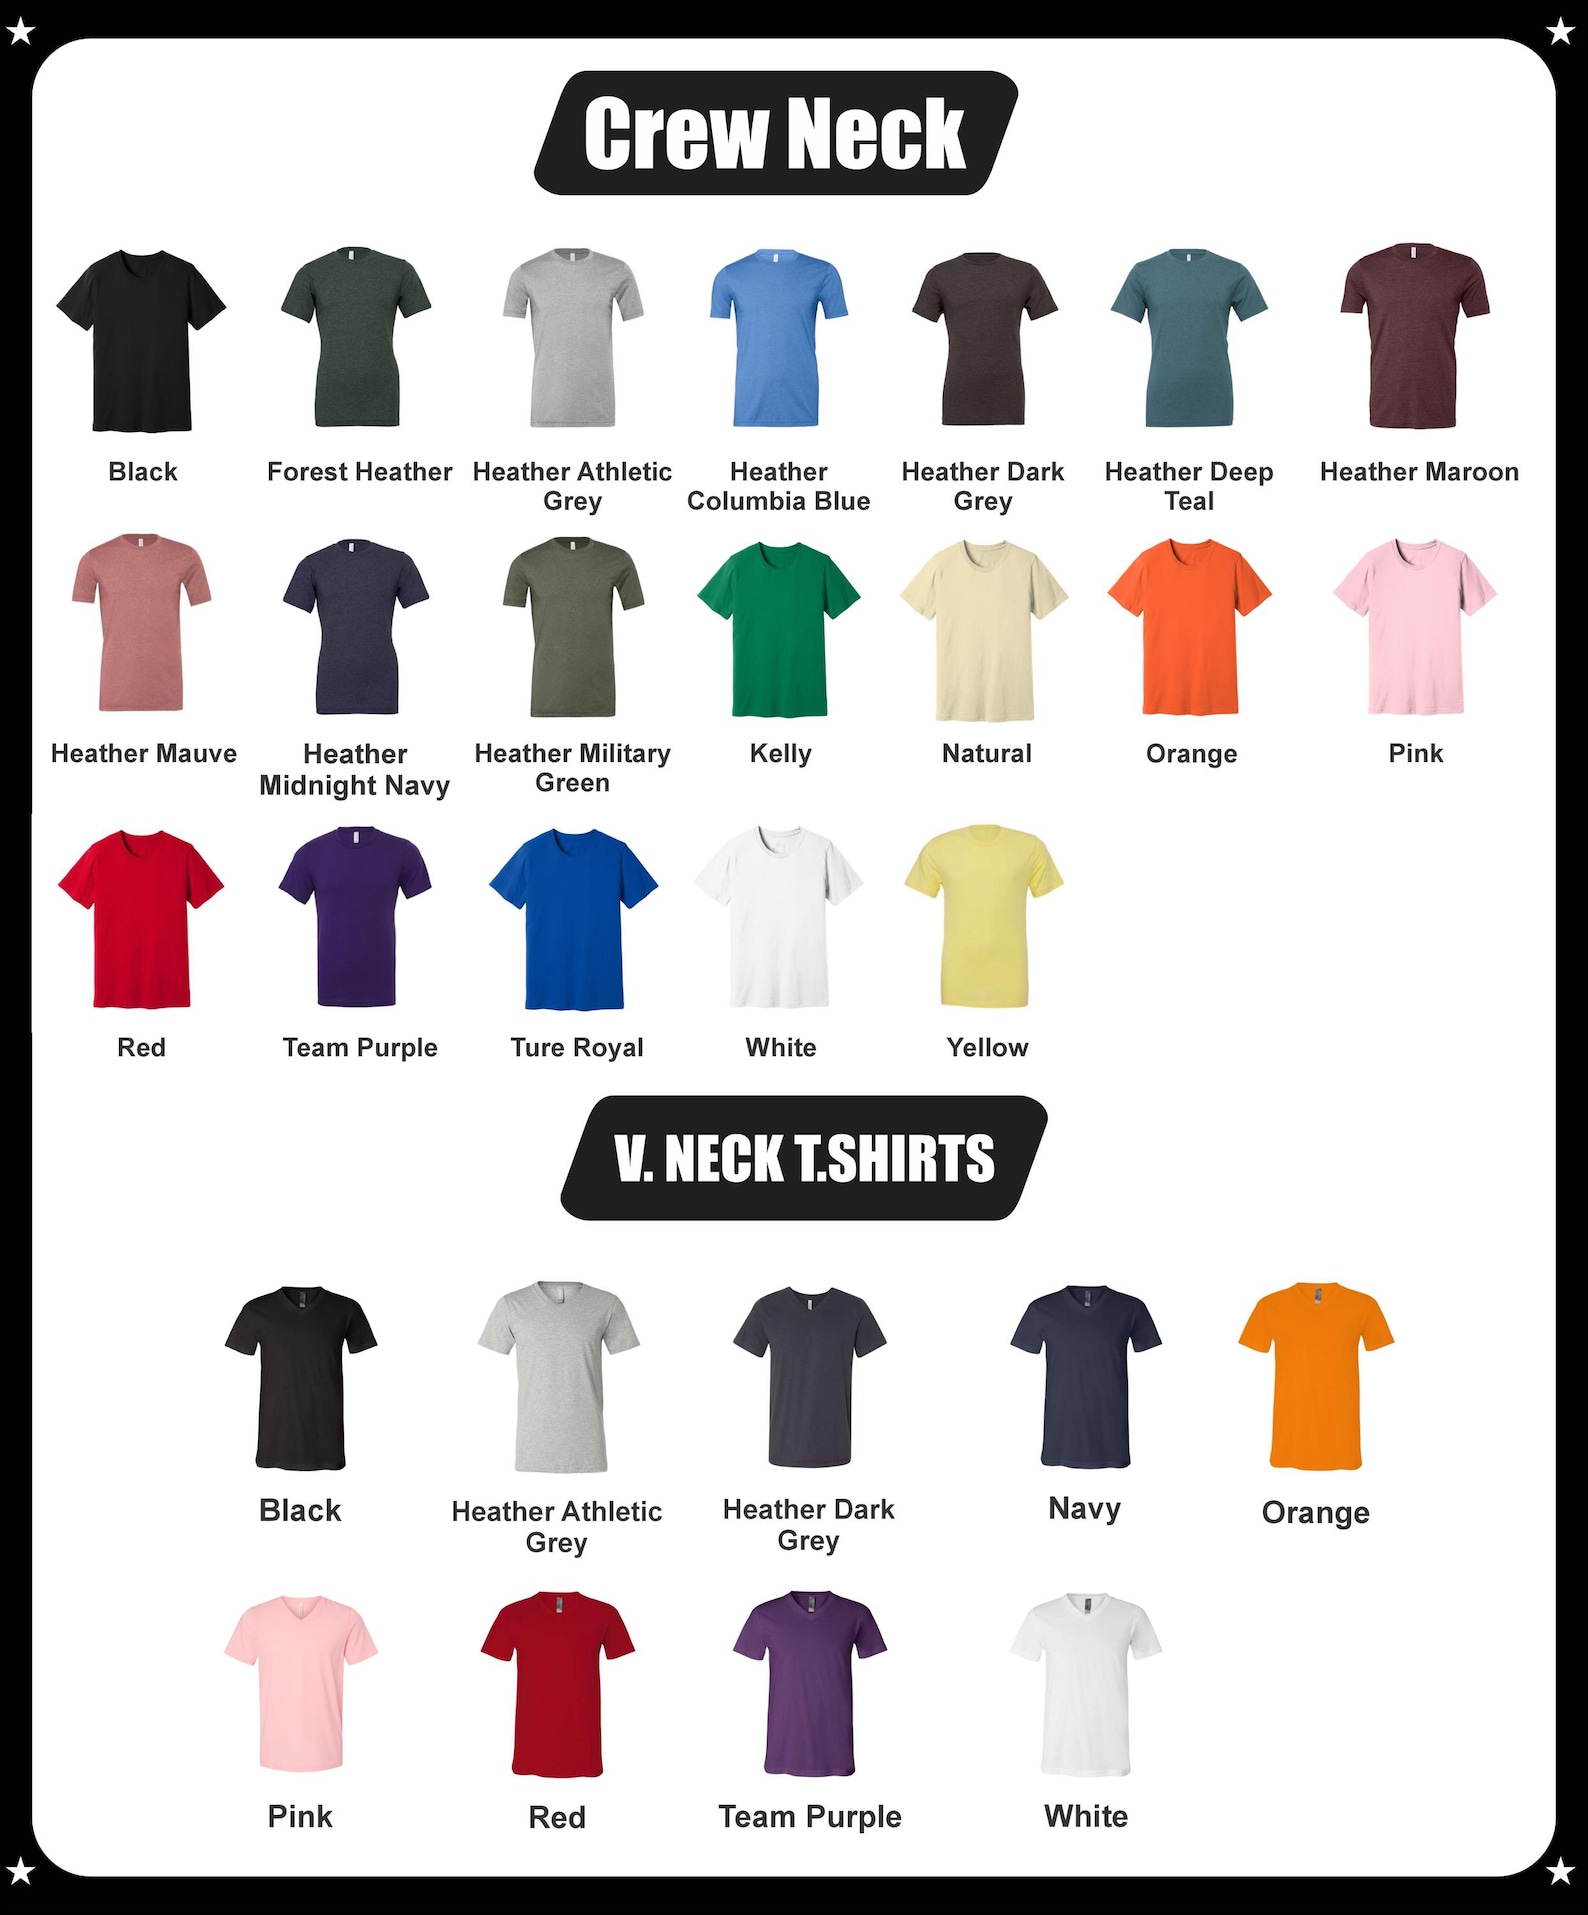 Crew Neck
Black
Forest Heather
Heather Athletic
Grey
Heather
Columbia Blue
Heather Dark
Grey
Heather Deep
Teal
Heather Maroon
Heather Mauve
Heather
Midnight Navy
Heather Military
Green
Kelly
Natural
Orange
Pink
Red
Team Purple
Ture Royal
White
Yellow
V. NECK T.SHIRTS
Black
Heather Athletic
Grey
Heather Dark
Grey
Navy
Orange
Pink
Red
Team Purple
White